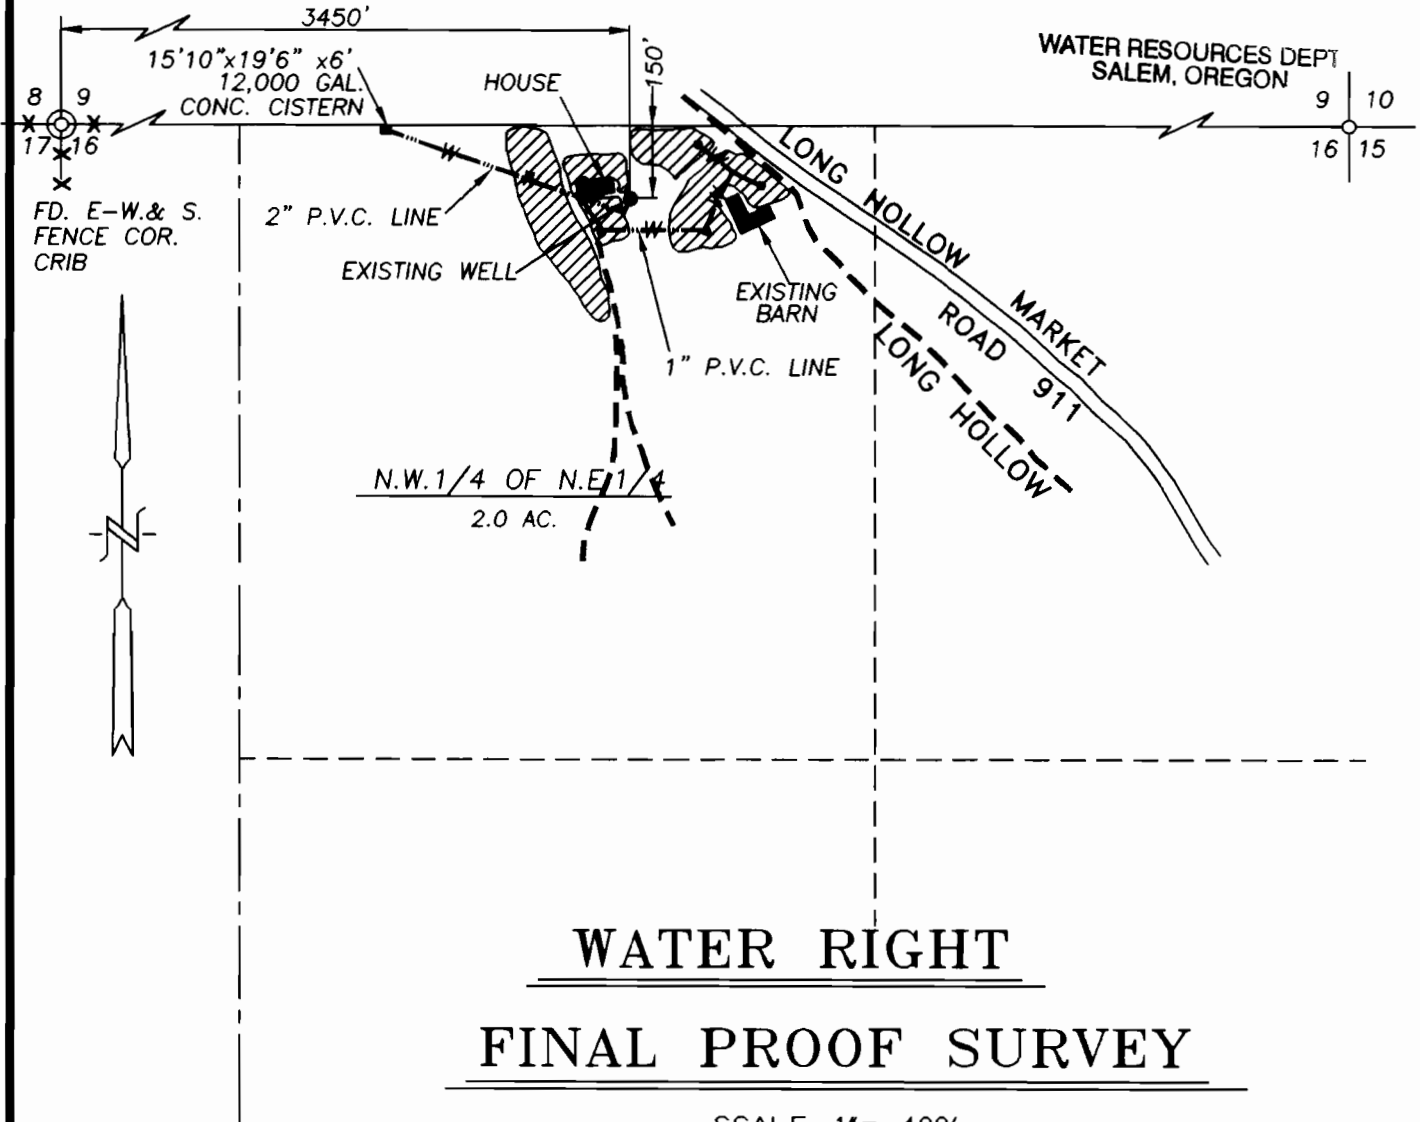 3450'
150'
WATER RESOURCES DEPT
SALEM, OREGON
15'10"x19'6" x6'
12,000 GAL.
CONC. CISTERN
HOUSE
8 9
17 16
9 10
16 15
FD. E-W.& S.
FENCE COR.
CRIB
2" P.V.C. LINE
W
W
W
W
EXISTING WELL
EXISTING
BARN
1" P.V.C. LINE
LONG HOLLOW MARKET
ROAD 911
LONG HOLLOW
N.W.1/4 OF N.E.1/4
2.0 AC.
N
WATER RIGHT
FINAL PROOF SURVEY
SCALE 1"= 400'